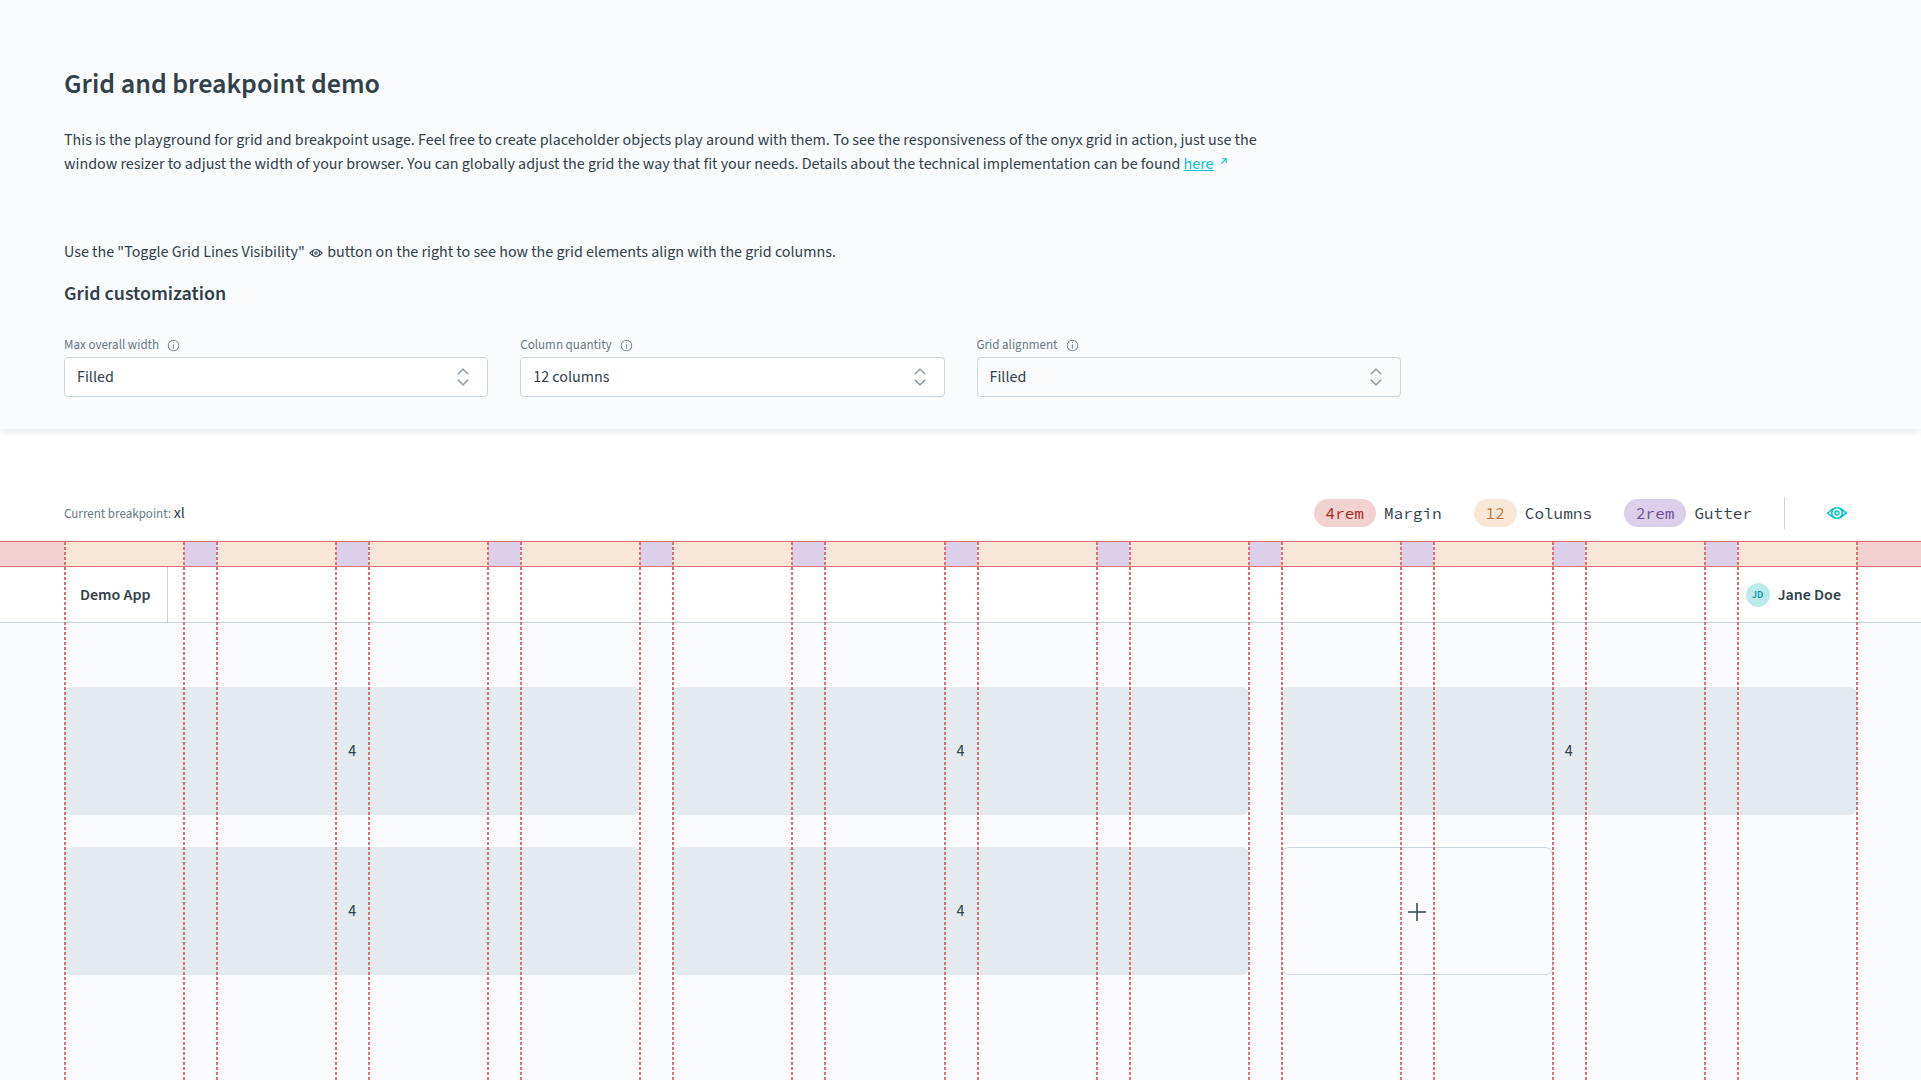 Grid and breakpoint demo
This is the playground for grid and breakpoint usage. Feel free to create placeholder objects play around with them. To see the responsiveness of the onyx grid in action, just use the
window resizer to adjust the width of your browser. You can globally adjust the grid the way that fit your needs. Details about the technical implementation can be found here
Use the "Toggle Grid Lines Visibility" button on the right to see how the grid elements align with the grid columns.
Grid customization
Max overall width Column quantity Grid alignment
Filled 12 columns Filled
Current breakpoint: xl 4rem Margin 12 Columns 2rem Gutter
Demo App JD Jane Doe
4 4 4
4 4